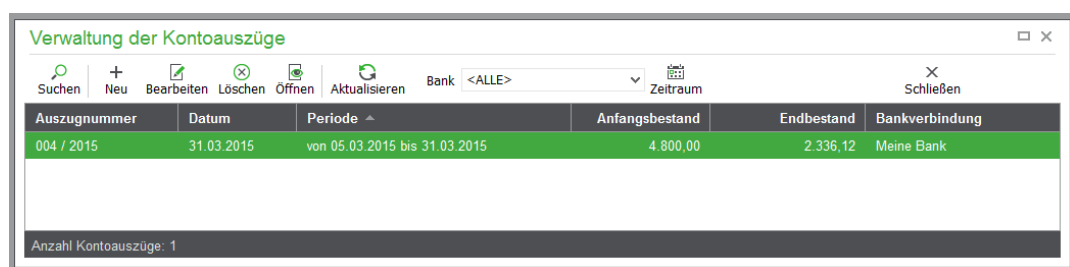 Verwaltung der Kontoauszüge
Suchen Neu Bearbeiten Löschen Öffnen Aktualisieren Bank <ALLE> Zeitraum Schließen
Auszugnummer Datum Periode Anfangsbestand Endbestand Bankverbindung
004 / 2015 31.03.2015 von 05.03.2015 bis 31.03.2015 4.800,00 2.336,12 Meine Bank
Anzahl Kontoauszüge: 1